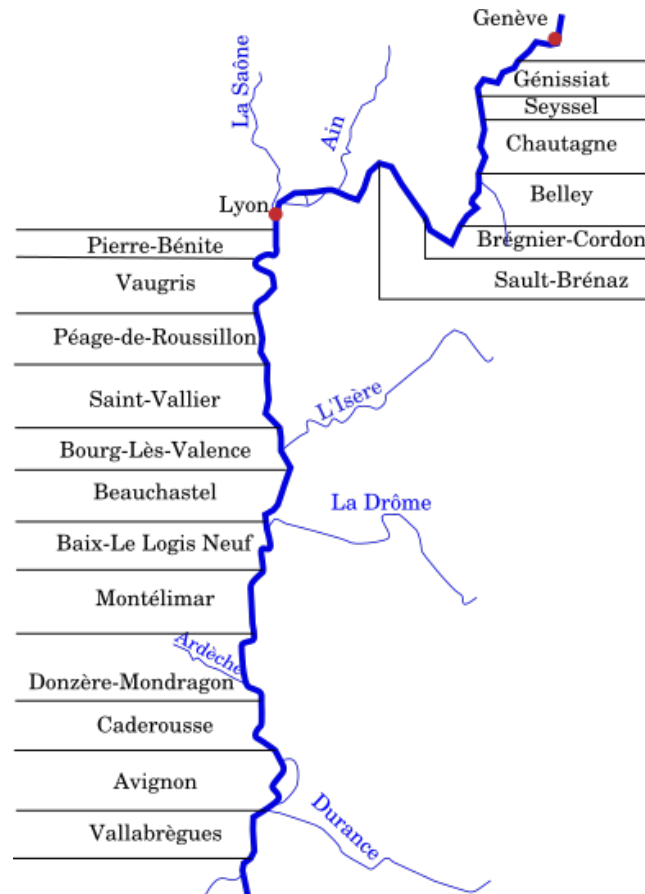 Genève
Génissiat
Seyssel
Chautagne
Belley
Brégnier-Cordon
Sault-Brénaz
La Saône
Ain
Lyon
Pierre-Bénite
Vaugris
Péage-de-Roussillon
Saint-Vallier
L'Isère
Bourg-Lès-Valence
Beauchastel
La Drôme
Baix-Le Logis Neuf
Montélimar
Ardèche
Donzère-Mondragon
Caderousse
Avignon
Durance
Vallabrègues